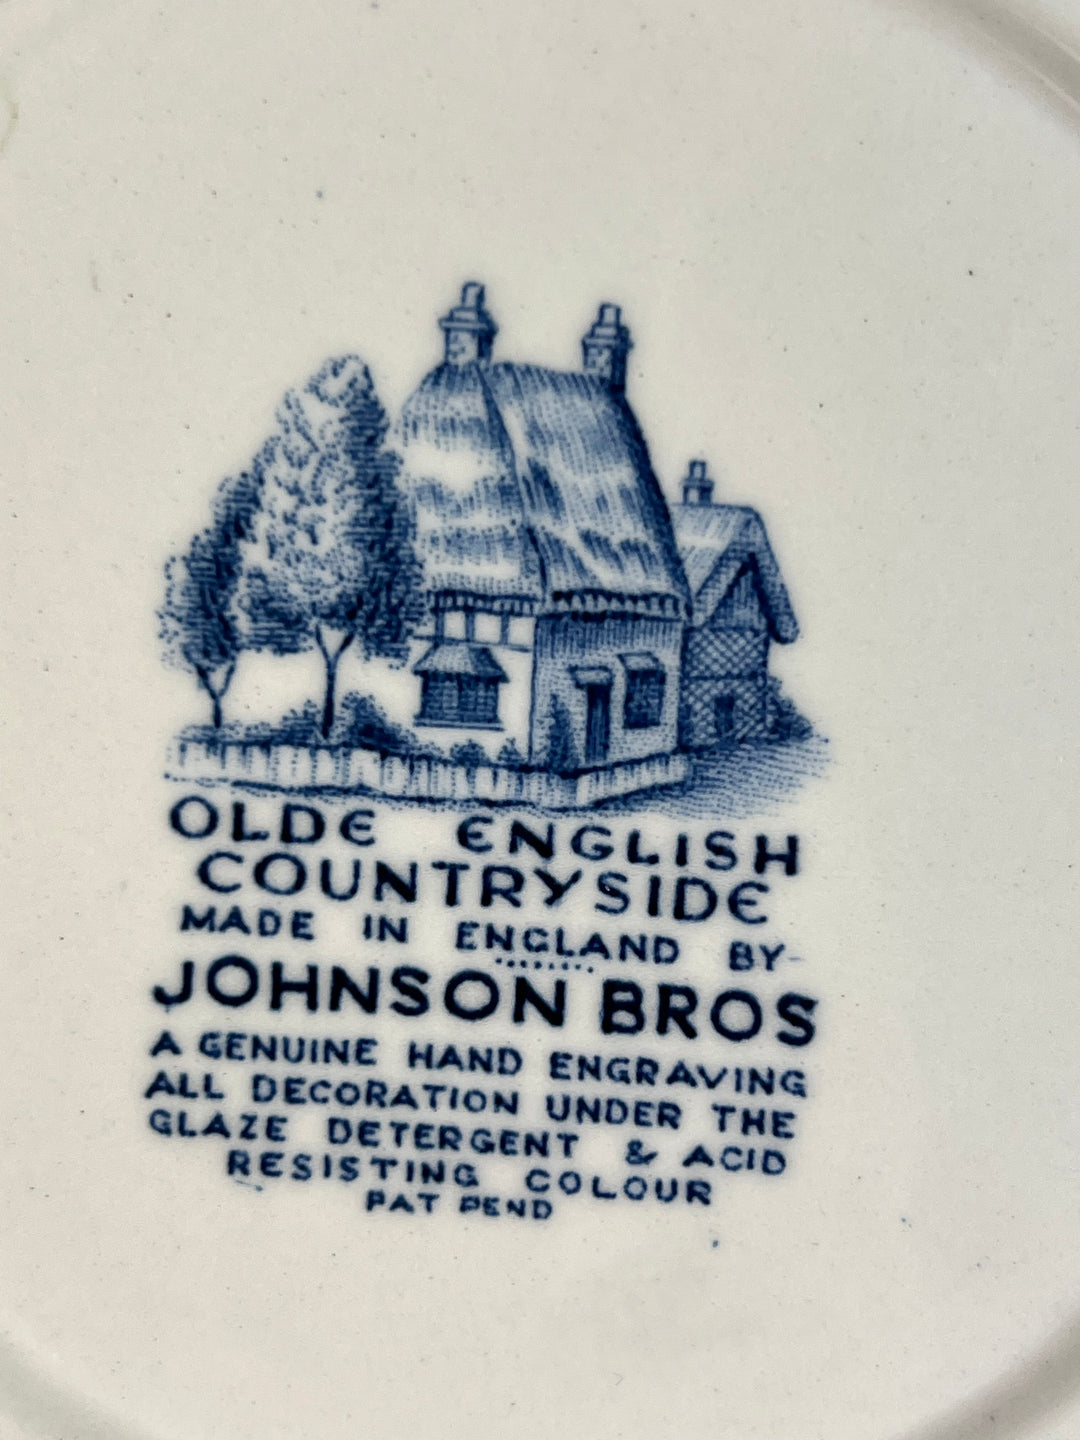 OLDE ENGLISH
COUNTRYSIDE
MADE IN ENGLAND BY-
JOHNSON BROS
A GENUINE HAND ENGRAVING
ALL DECORATION UNDER THE
GLAZE DETERGENT & ACID
RESISTING COLOUR
PAT PEND